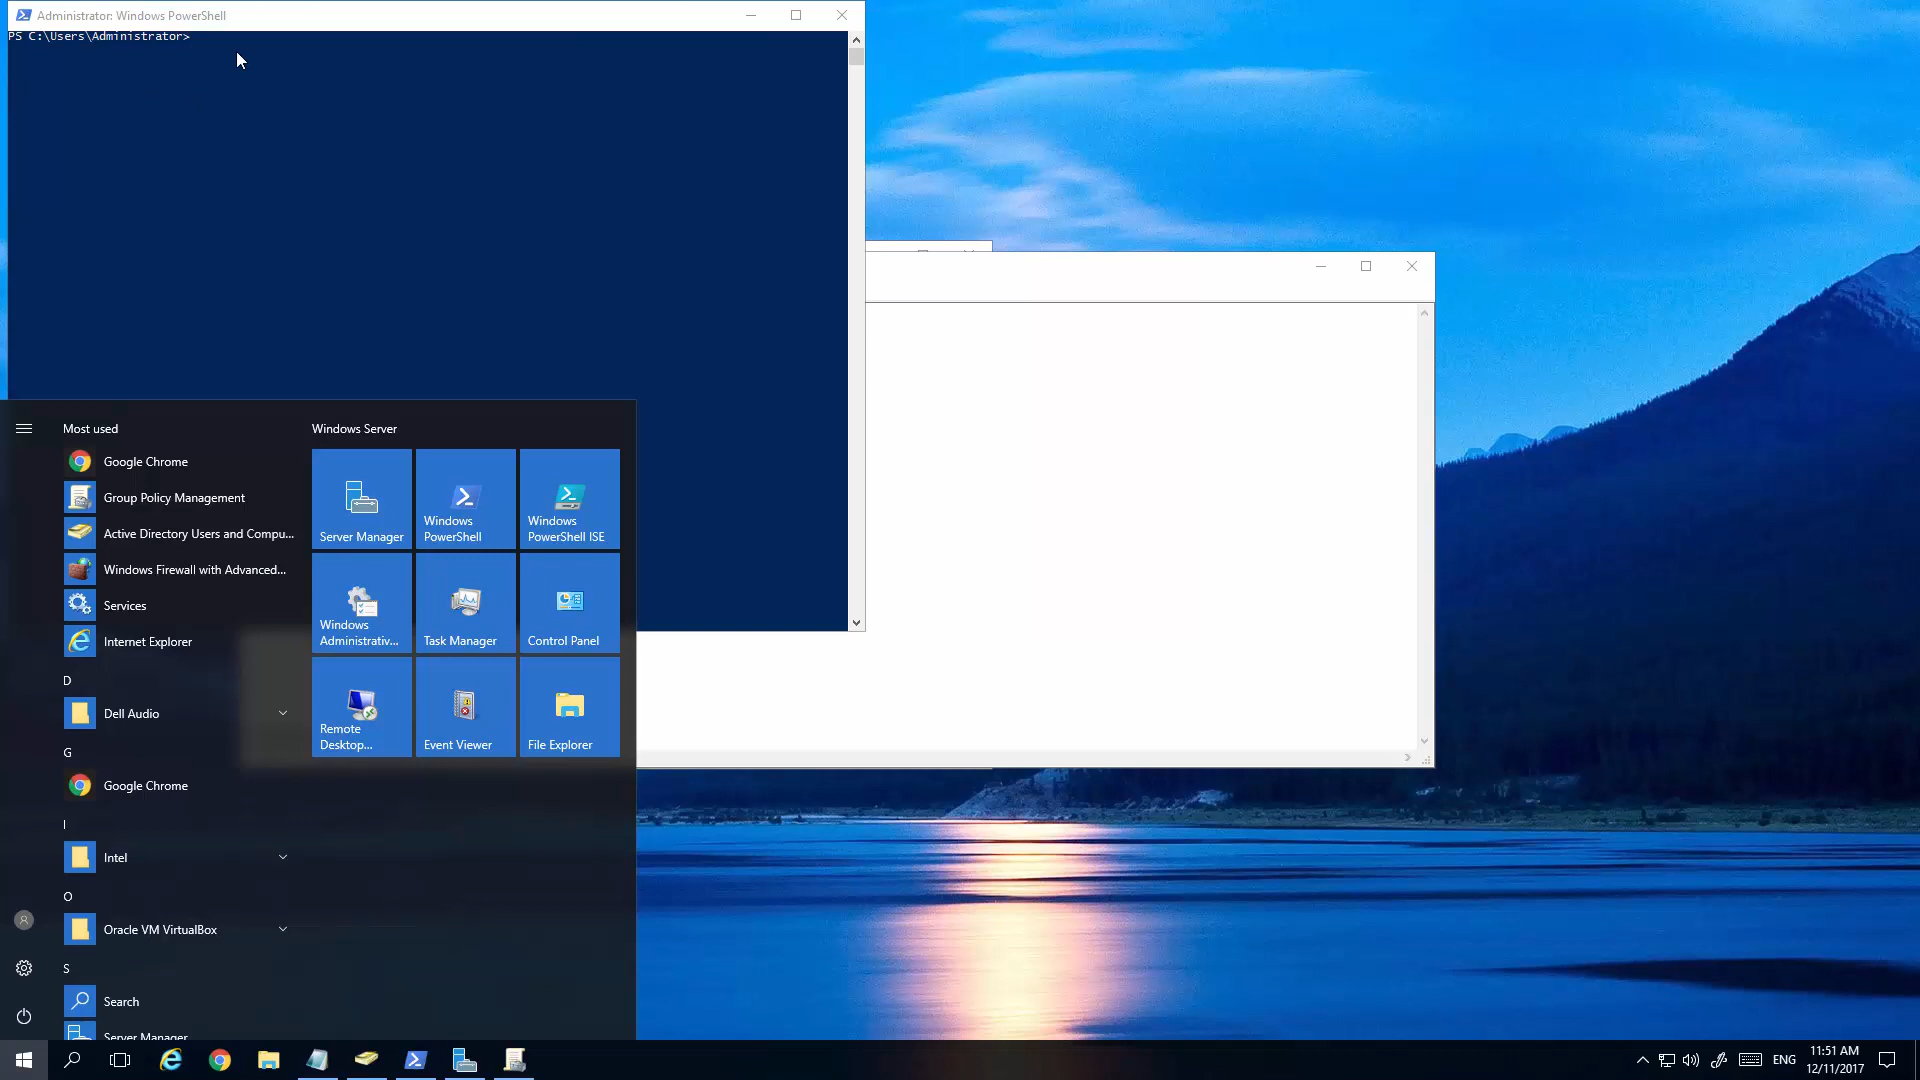 Administrator: Windows PowerShell
PS C:\Users\Administrator>
Most used
Google Chrome
Group Policy Management
Active Directory Users and Compu...
Windows Firewall with Advanced...
Services
Internet Explorer
D
Dell Audio
G
Google Chrome
I
Intel
O
Oracle VM VirtualBox
S
Search
Server Manager
Windows Server
Server Manager
Windows
PowerShell
Windows
PowerShell ISE
Windows
Administrativ...
Task Manager
Control Panel
Remote
Desktop...
Event Viewer
File Explorer
ENG
11:51 AM
12/11/2017